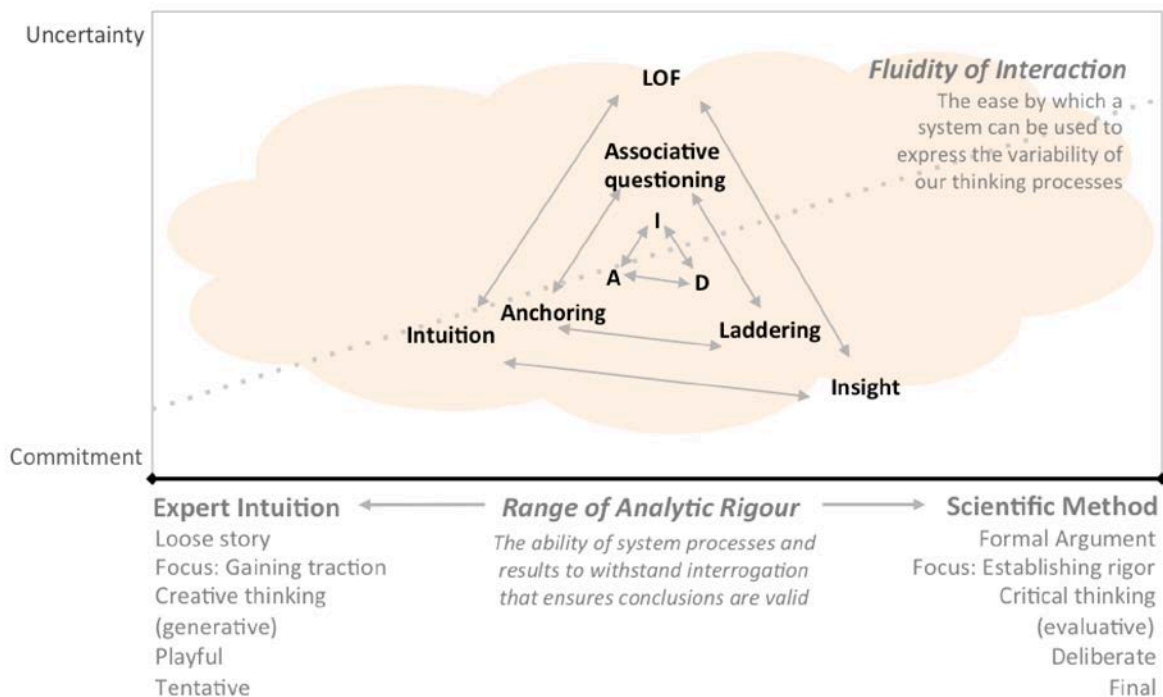 Uncertainty
LOF
Fluidity of Interaction
The ease by which a
system can be used to
express the variability of
our thinking processes
Associative
questioning
I
A
D
Anchoring
Laddering
Intuition
Insight
Commitment
Expert Intuition
Loose story
Focus: Gaining traction
Creative thinking
(generative)
Playful
Tentative
Range of Analytic Rigour
The ability of system processes and
results to withstand interrogation
that ensures conclusions are valid
Scientific Method
Formal Argument
Focus: Establishing rigor
Critical thinking
(evaluative)
Deliberate
Final